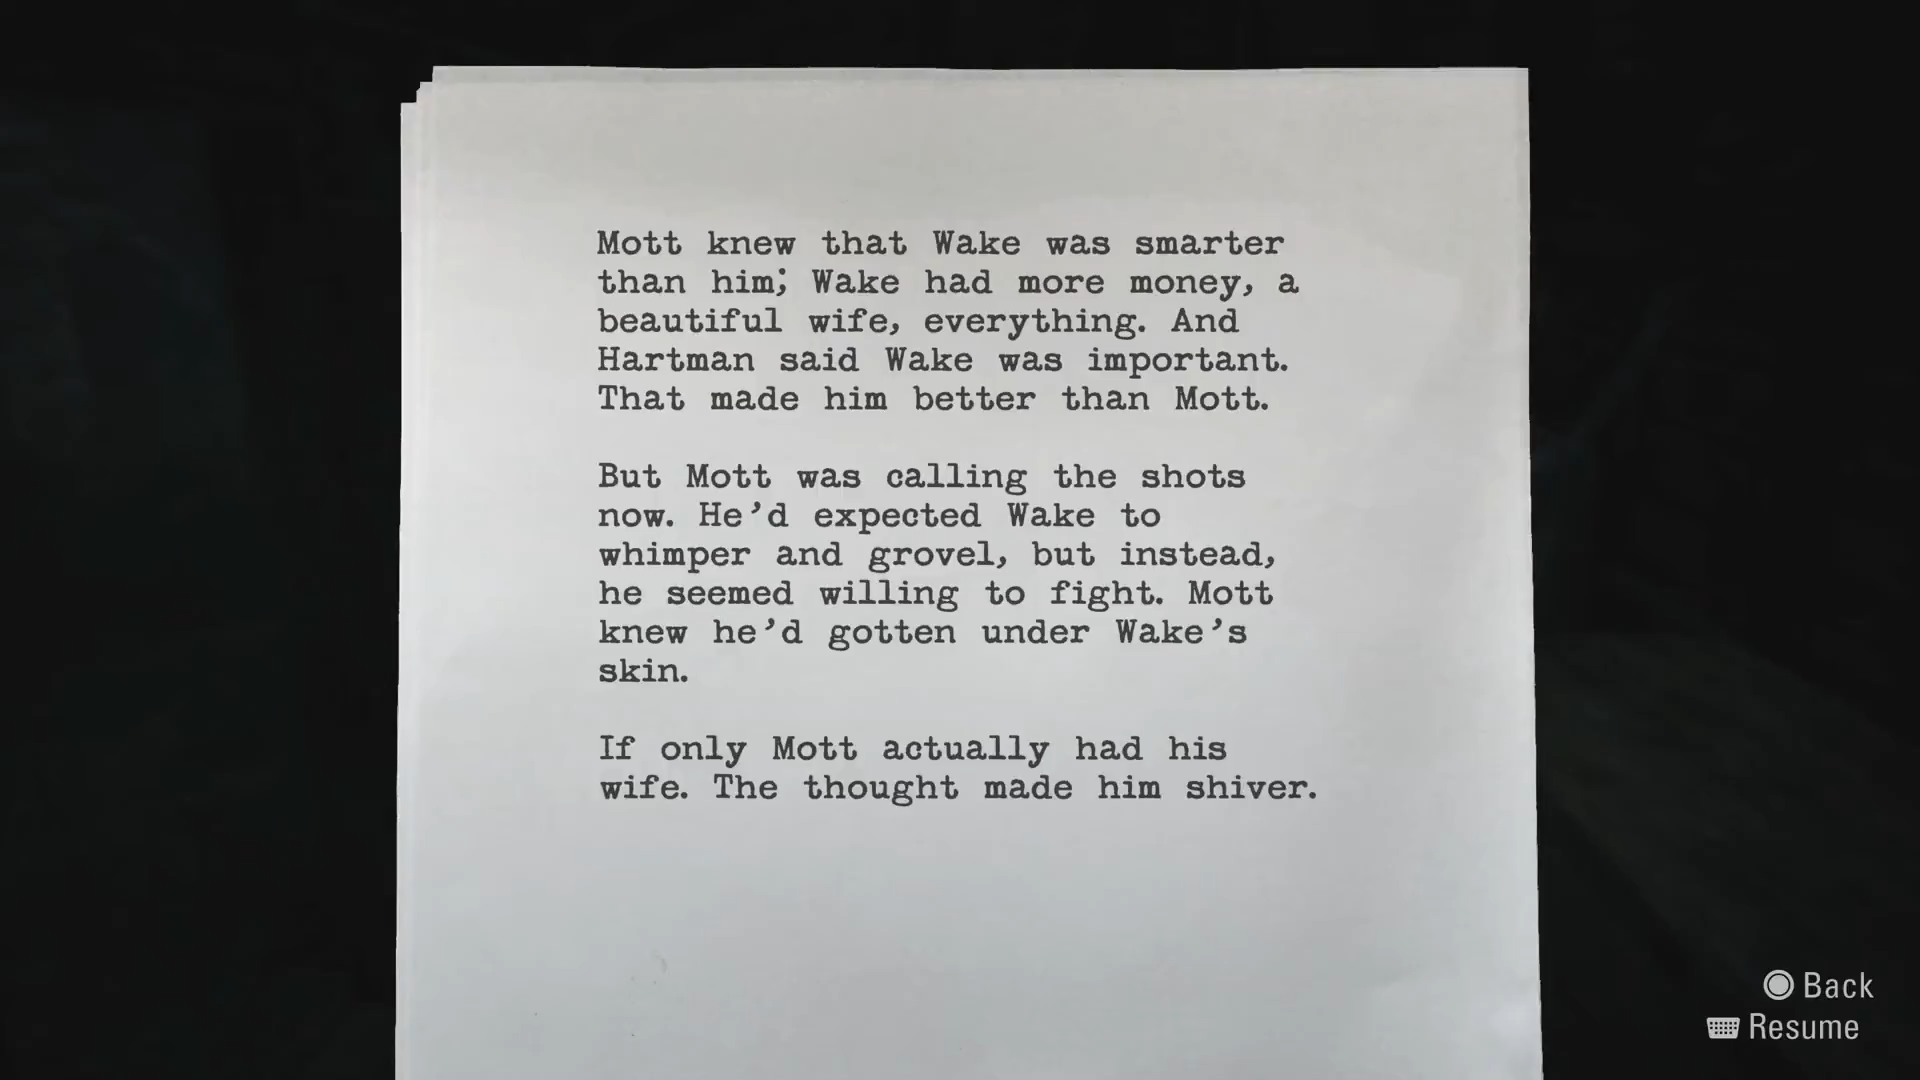 Mott knew that Wake was smarter
than him; Wake had more money, a
beautiful wife, everything. And
Hartman said Wake was important.
That made him better than Mott.
But Mott was calling the shots
now. He’d expected Wake to
whimper and grovel, but instead,
he seemed willing to fight. Mott
knew he’d gotten under Wake’s
skin.
If only Mott actually had his
wife. The thought made him shiver.
Back
Resume